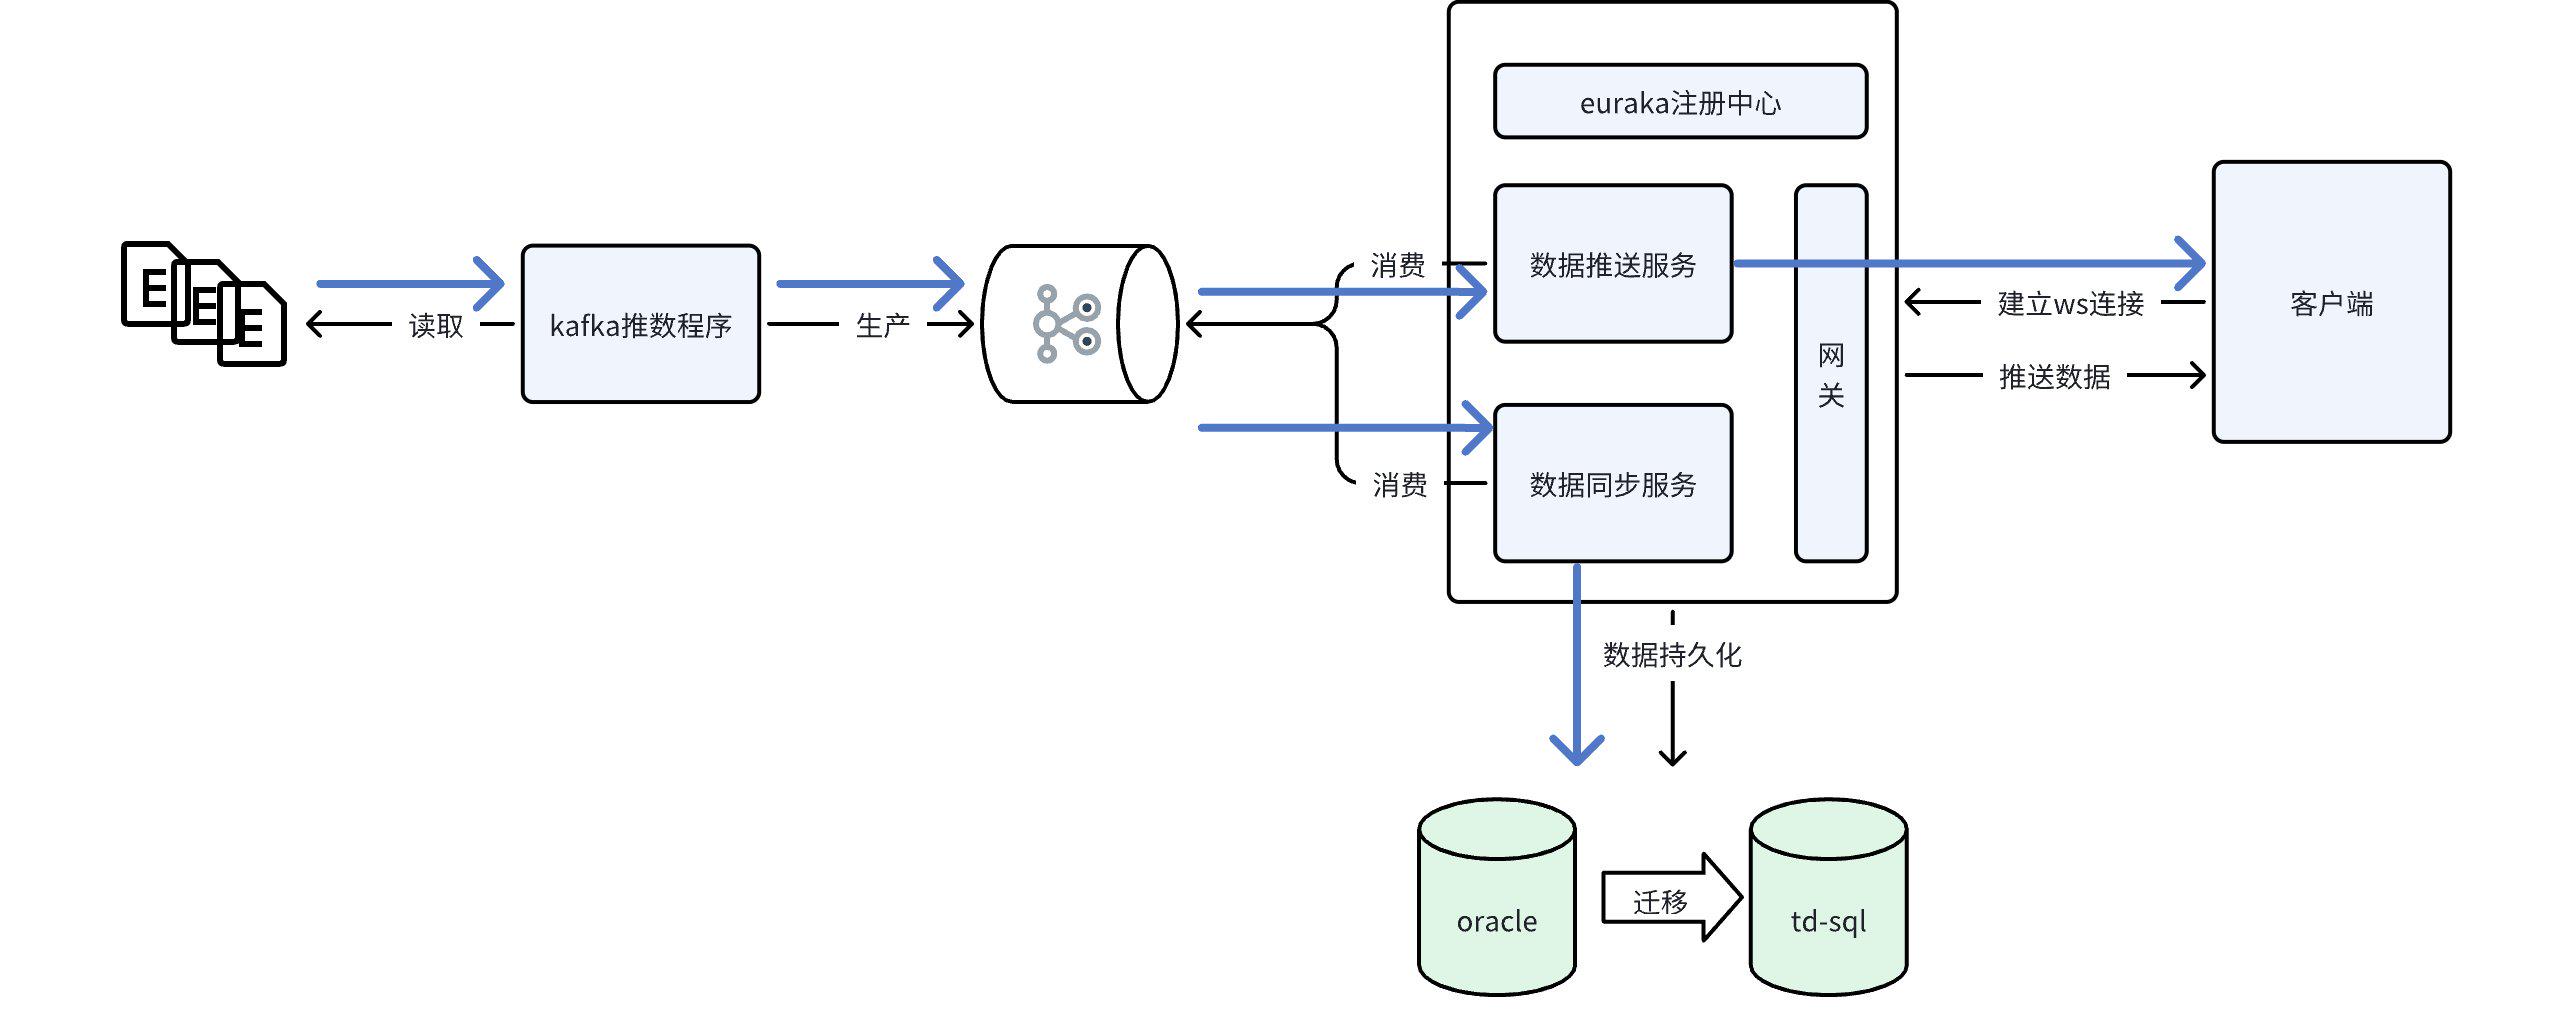 euraka注册中心
E
E
E
读取
kafka推数程序
生产
消费
数据推送服务
网
关
建立ws连接
推送数据
客户端
消费
数据同步服务
数据持久化
oracle
迁移
td-sql